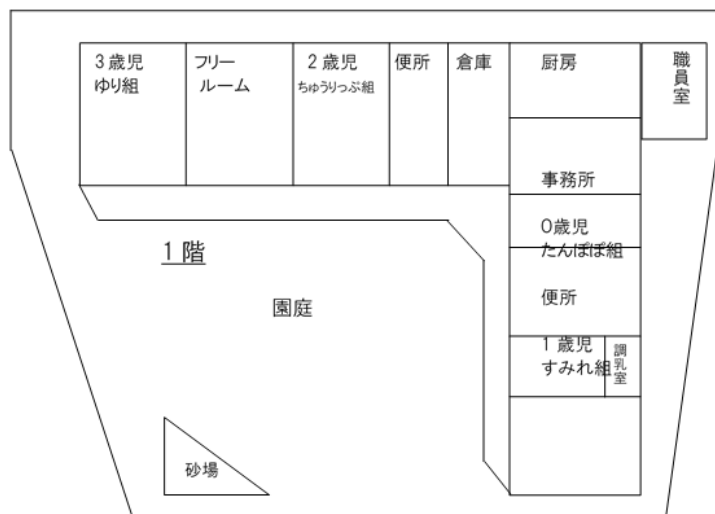 3歳児
ゆり組
フリー
ルーム
2歳児
ちゅうりっぷ組
便所
倉庫
厨房
職員室
事務所
0歳児
たんぽぽ組
1階
園庭
便所
1歳児
すみれ組
調乳室
砂場